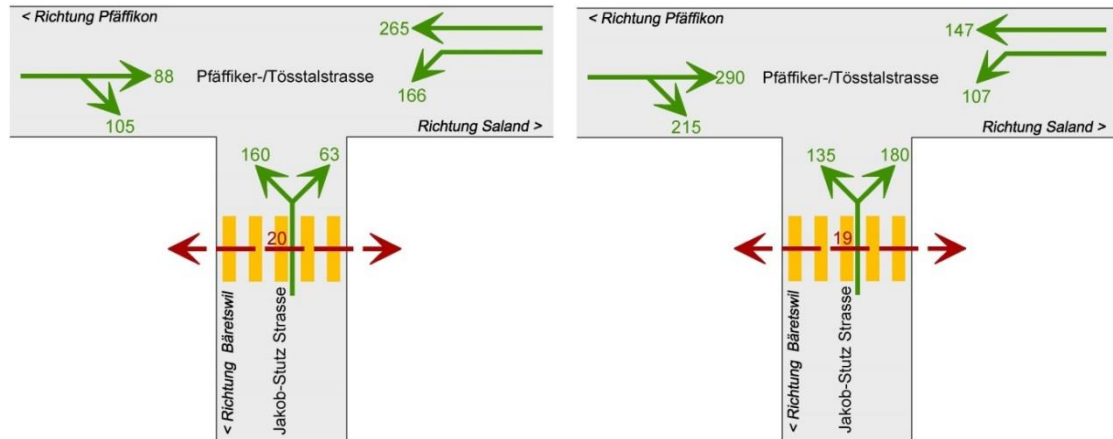 < Richtung Pfäffikon
265
88
Pfäffiker-/Tösstalstrasse
166
105
Richtung Saland >
160
63
20
< Richtung Bäretswil
Jakob-Stutz Strasse
< Richtung Pfäffikon
147
290
Pfäffiker-/Tösstalstrasse
107
215
Richtung Saland >
135
180
19
< Richtung Bäretswil
Jakob-Stutz Strasse